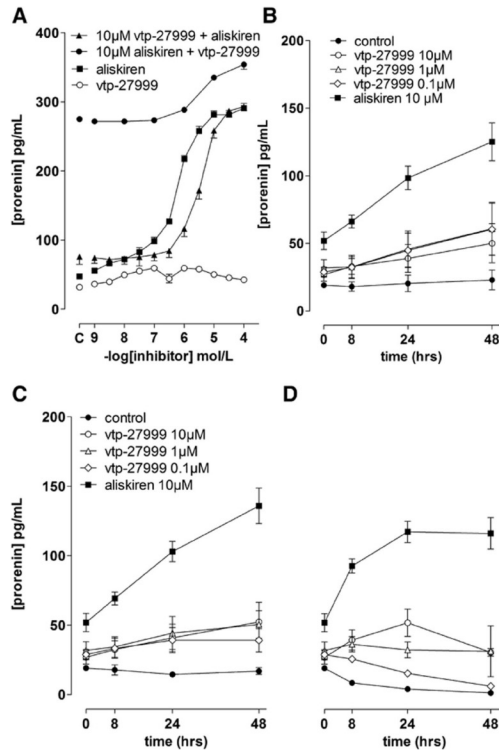 A
10µM vtp-27999 + aliskiren
10µM aliskiren + vtp-27999
aliskiren
vtp-27999
400
300
200
100
0
[prorenin] pg/mL
C 9 8 7 6 5 4
-log[inhibitor] mol/L
B
control
vtp-27999 10µM
vtp-27999 1µM
vtp-27999 0.1µM
aliskiren 10 µM
200
150
100
50
0
[prorenin] pg/mL
0 8 24 48
time (hrs)
C
control
vtp-27999 10µM
vtp-27999 1µM
vtp-27999 0.1µM
aliskiren 10µM
200
150
100
50
0
[prorenin] pg/mL
0 8 24 48
time (hrs)
D
0 8 24 48
time (hrs)